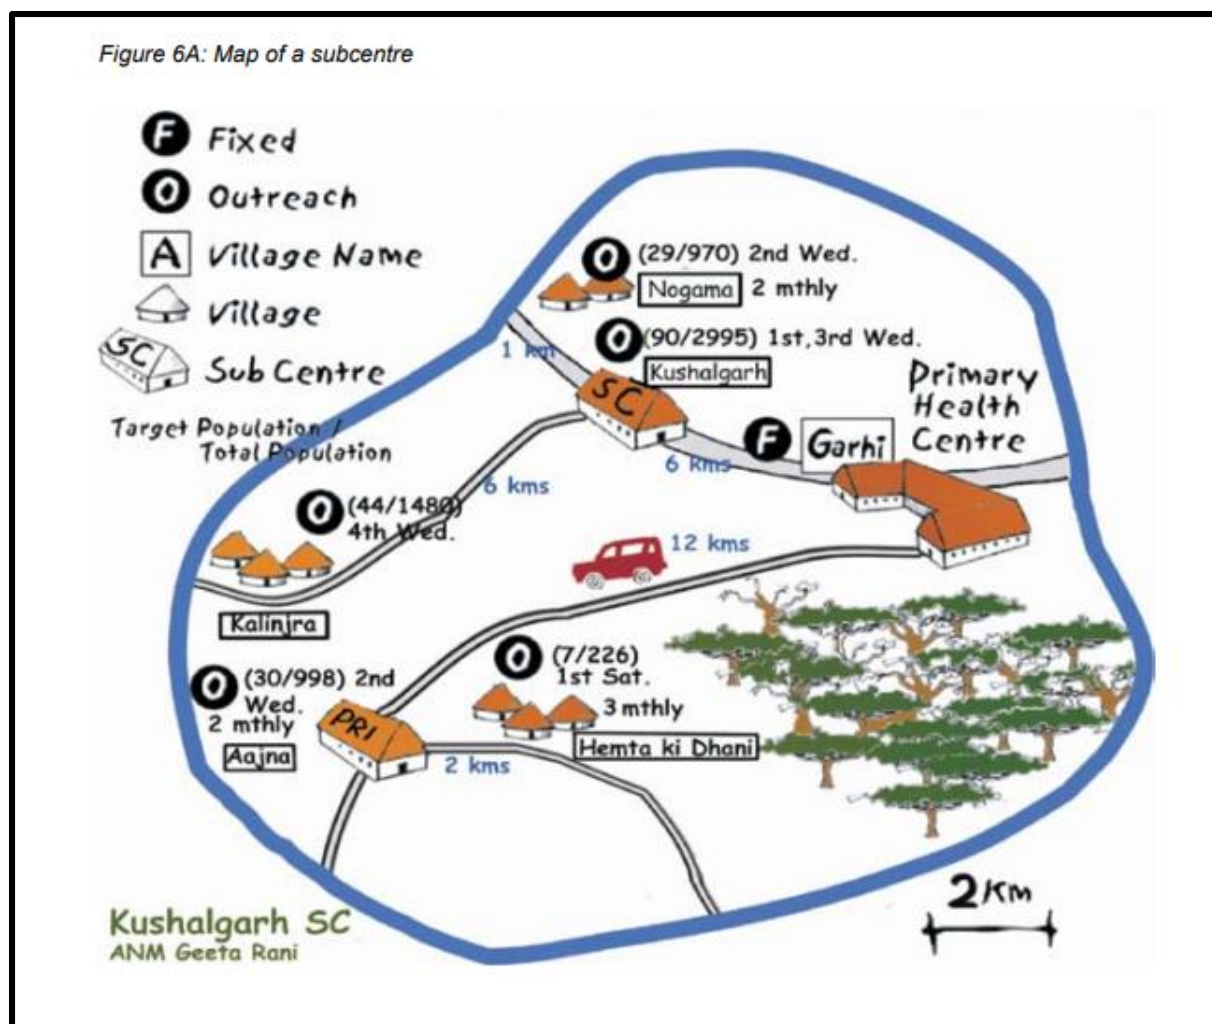 Figure 6A: Map of a subcentre
F Fixed
O Outreach
A Village Name
Village
SC Sub Centre
Target Population /
Total Population
O (29/970) 2nd Wed.
Nogama 2 mthly
O (90/2995) 1st,3rd Wed.
Kushalgarh
1 km
SC
Primary
Health
Centre
F Garhi
6 kms
6 kms
O (44/1480)
4th Wed.
Kalinjra
12 kms
O (7/226)
1st Sat.
3 mthly
Hemta ki Dhani
O (30/998) 2nd
Wed.
2 mthly
Aajna
PRI
2 kms
2 Km
Kushalgarh SC
ANM Geeta Rani